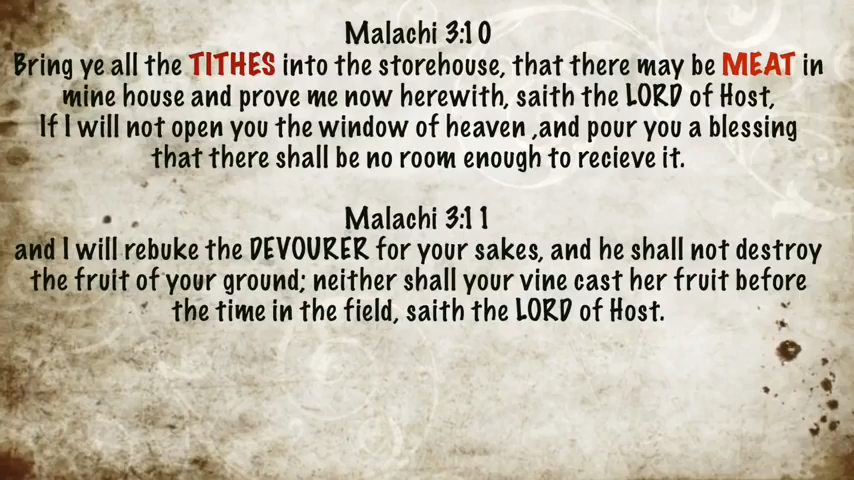 Malachi 3:10
Bring ye all the TITHES into the storehouse, that there may be MEAT in
mine house and prove me now herewith, saith the LORD of Host,
If I will not open you the window of heaven ,and pour you a blessing
that there shall be no room enough to recieve it.
Malachi 3:11
and I will rebuke the DEVOURER for your sakes, and he shall not destroy
the fruit of your ground; neither shall your vine cast her fruit before
the time in the field, saith the LORD of Host.